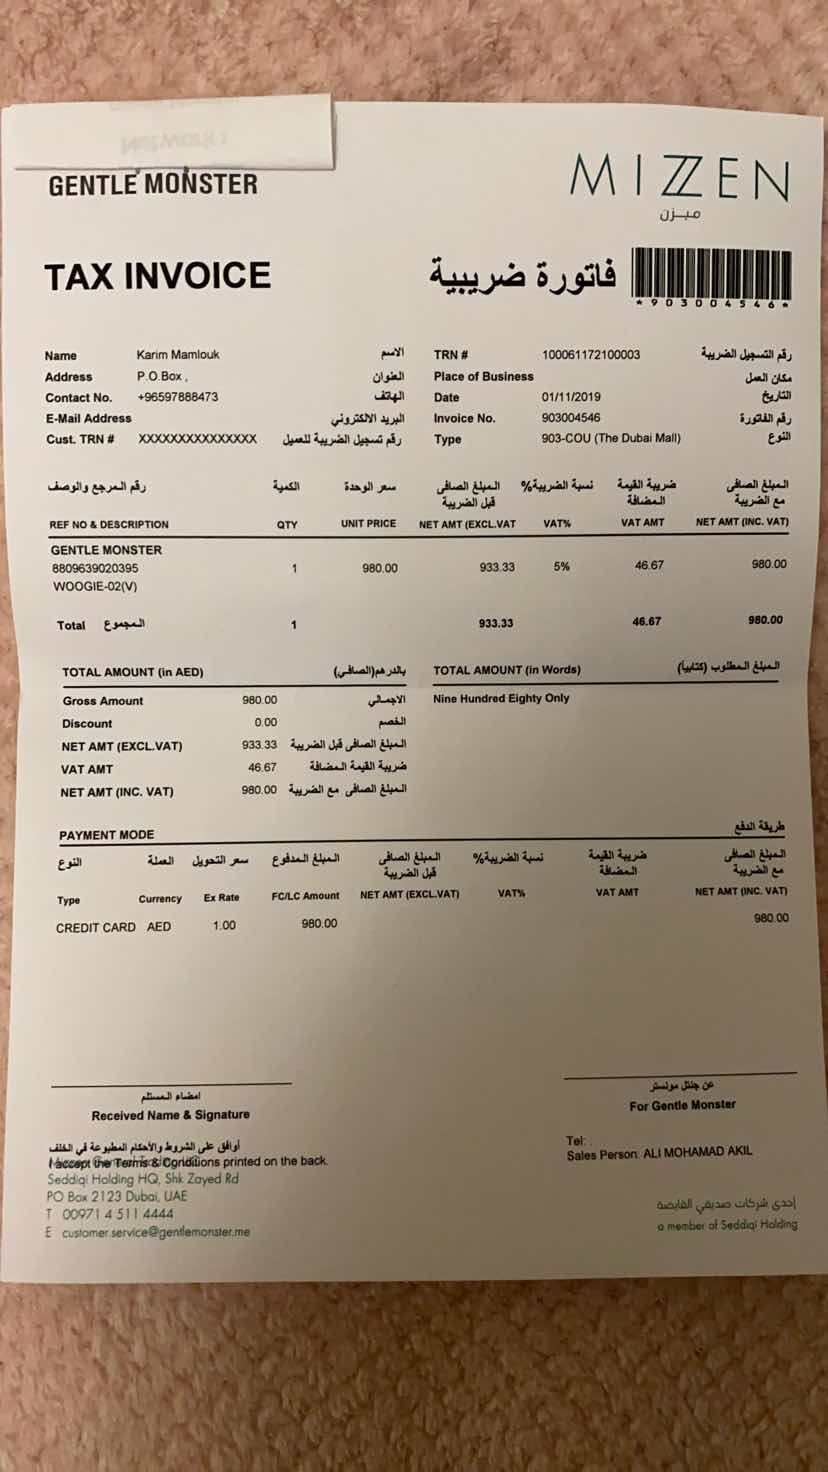 GENTLE MONSTER
MIZZEN
ميـزن
TAX INVOICE فاتورة ضريبية
*903004546*
Name Karim Mamlouk الاسم
Address P.O.Box , العنوان
Contact No. +96597888473 الهاتف
E-Mail Address البريد الالكتروني
Cust. TRN # XXXXXXXXXXXXXXX رقم تسجيل الضريبة للعميل
TRN # 100061172100003 رقم التسجيل الضريبة
Place of Business مكان العمل
Date 01/11/2019 التاريخ
Invoice No. 903004546 رقم الفاتورة
Type 903-COU (The Dubai Mall) النوع
رقم المرجع والوصف الكمية سعر الوحدة المبلغ الصافى قبل الضريبة نسبة الضريبة% ضريبة القيمة المضافة المبلغ الصافى مع الضريبة
REF NO & DESCRIPTION QTY UNIT PRICE NET AMT (EXCL.VAT VAT% VAT AMT NET AMT (INC. VAT)
GENTLE MONSTER
8809639020395 1 980.00 933.33 5% 46.67 980.00
WOOGIE-02(V)
Total المجموع 1 933.33 46.67 980.00
TOTAL AMOUNT (in AED) بالدرهم(الصافي)
Gross Amount 980.00 الاجمالي
Discount 0.00 الخصم
NET AMT (EXCL.VAT) 933.33 المبلغ الصافى قبل الضريبة
VAT AMT 46.67 ضريبة القيمة المضافة
NET AMT (INC. VAT) 980.00 المبلغ الصافى مع الضريبة
TOTAL AMOUNT (in Words) المبلغ المطلوب (كتابياً)
Nine Hundred Eighty Only
PAYMENT MODE طريقة الدفع
النوع العملة سعر التحويل المبلغ المدفوع المبلغ الصافى قبل الضريبة نسبة الضريبة% ضريبة القيمة المضافة المبلغ الصافى مع الضريبة
Type Currency Ex Rate FC/LC Amount NET AMT (EXCL.VAT) VAT% VAT AMT NET AMT (INC. VAT)
CREDIT CARD AED 1.00 980.00 980.00
امضاء المستلم
Received Name & Signature
عن جنتل مونستر
For Gentle Monster
أوافق على الشروط والأحكام المطبوعة في الخلف
I accept the Terms & Conditions printed on the back.
Seddiqi Holding HQ, Shk Zayed Rd
PO Box 2123 Dubai, UAE
T 00971 4 511 4444
E customer.service@gentlemonster.me
Tel:
Sales Person: ALI MOHAMAD AKIL
إحدى شركات صديقي القابضة
a member of Seddiqi Holding